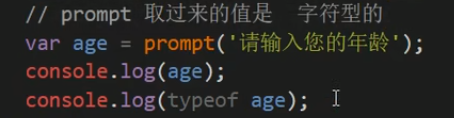 // prompt 取过来的值是 字符型的
var age = prompt('请输入您的年龄');
console.log(age);
console.log(typeof age);